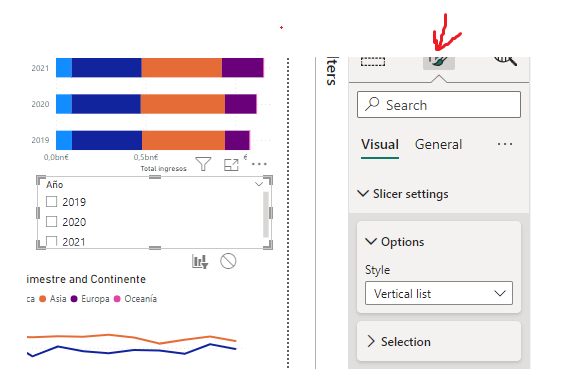 2021
2020
2019
0,0bn€
0,5bn€
€
Total ingresos
Año
2019
2020
2021
imestre and Continente
ca
Asia
Europa
Oceanía
lters
Search
Visual
General
Slicer settings
Options
Style
Vertical list
Selection